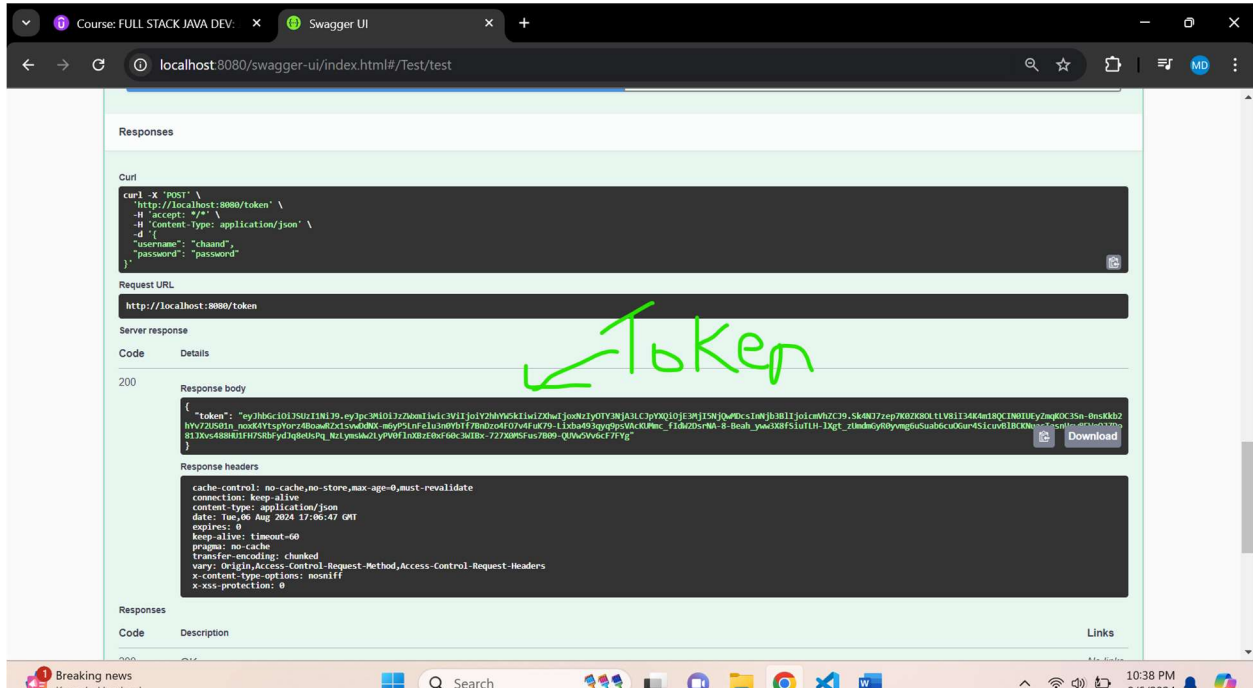 Course: FULL STACK JAVA DEV:
Swagger UI
localhost:8080/swagger-ui/index.html#/Test/test
MD
Responses
Curl
curl -X 'POST' \
'http://localhost:8080/token' \
-H 'accept: */*' \
-H 'Content-Type: application/json' \
-d '{
"username": "chaand",
"password": "password"
}'
Request URL
http://localhost:8080/token
Server response
Token
Code Details
200
Response body
{
"token":
Download
}
Response headers
cache-control: no-cache,no-store,max-age=0,must-revalidate
connection: keep-alive
content-type: application/json
date: Tue,06 Aug 2024 17:06:47 GMT
expires: 0
keep-alive: timeout=60
pragma: no-cache
transfer-encoding: chunked
vary: Origin,Access-Control-Request-Method,Access-Control-Request-Headers
x-content-type-options: nosniff
x-xss-protection: 0
Responses
Code Description Links
1 Breaking news
Search
10:38 PM